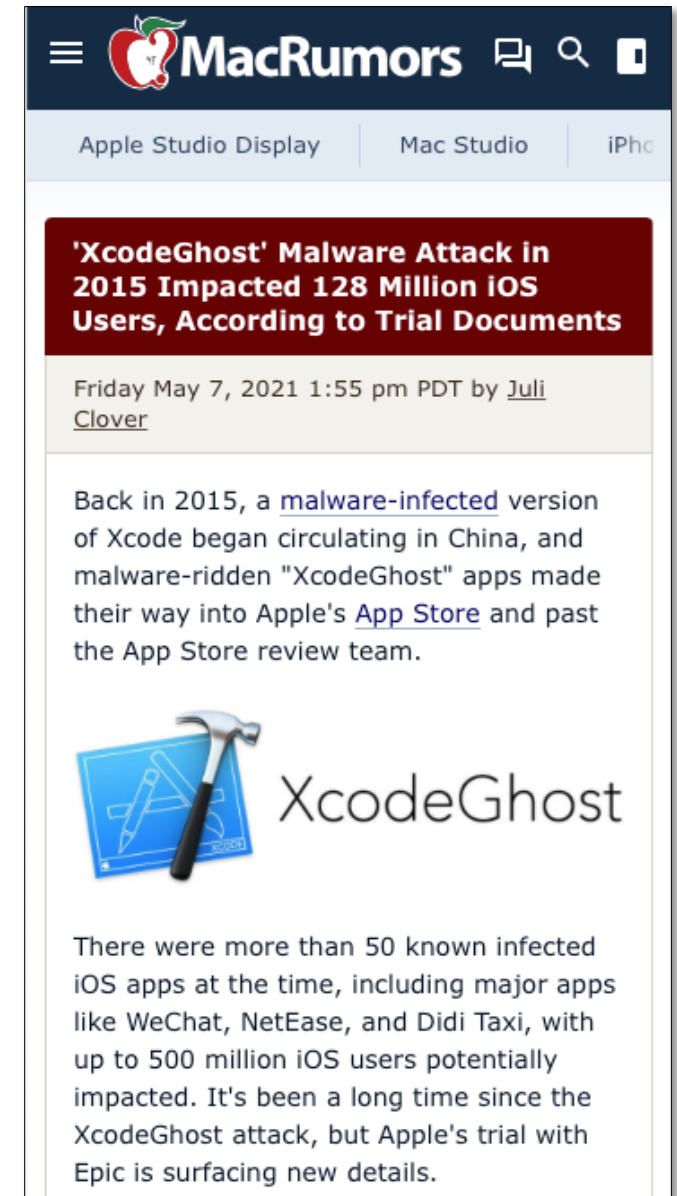 MacRumors
Apple Studio Display
Mac Studio
iPho
'XcodeGhost' Malware Attack in
2015 Impacted 128 Million iOS
Users, According to Trial Documents
Friday May 7, 2021 1:55 pm PDT by Juli
Clover
Back in 2015, a malware-infected version
of Xcode began circulating in China, and
malware-ridden "XcodeGhost" apps made
their way into Apple's App Store and past
the App Store review team.
XCODE
XcodeGhost
There were more than 50 known infected
iOS apps at the time, including major apps
like WeChat, NetEase, and Didi Taxi, with
up to 500 million iOS users potentially
impacted. It's been a long time since the
XcodeGhost attack, but Apple's trial with
Epic is surfacing new details.